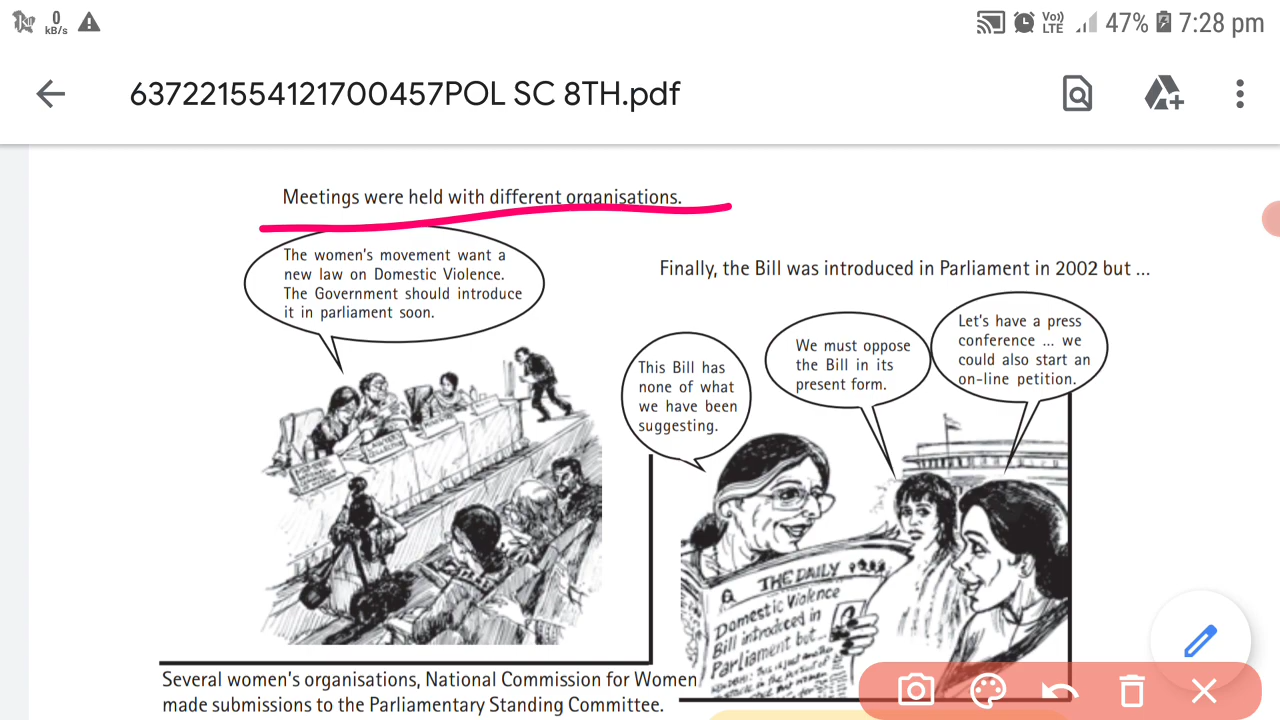 0
kB/s
Vo))
LTE
47%
7:28 pm
637221554121700457POL SC 8TH.pdf
Meetings were held with different organisations.
The women's movement want a
new law on Domestic Violence.
The Government should introduce
it in parliament soon.
Finally, the Bill was introduced in Parliament in 2002 but ...
This Bill has
none of what
we have been
suggesting.
We must oppose
the Bill in its
present form.
Let's have a press
conference ... we
could also start an
on-line petition.
THE DAILY
Domestic Violence
Bill introduced in
Parliament but...
Several women's organisations, National Commission for Women
made submissions to the Parliamentary Standing Committee.